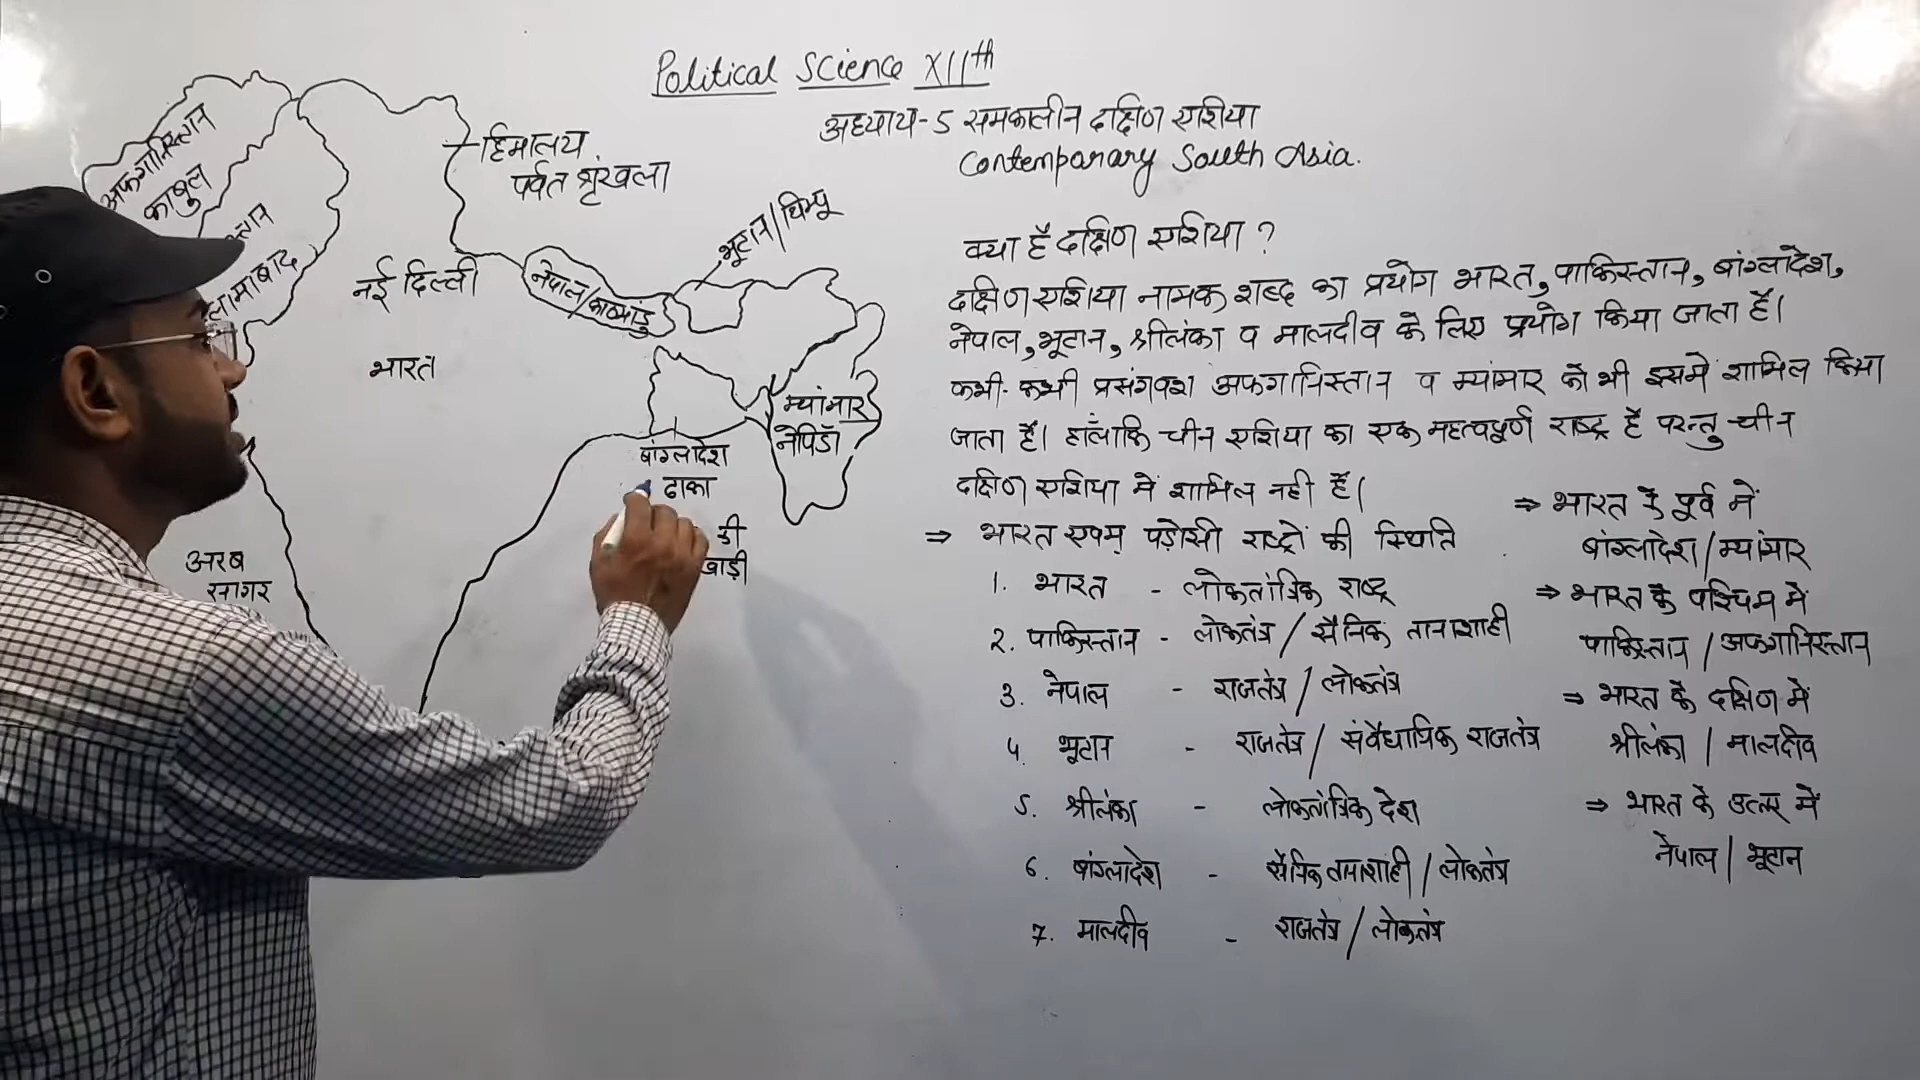 Political Science XIIth
अध्याय-5 समकालीन दक्षिण एशिया
Contemparary South Asia.
अफगानिस्तान
काबुल
हिमालय
पर्वत श्रृंखला
भूटान/थिम्पू
नई दिल्ली
नेपाल/काठमांडु
भारत
म्यांमार
नेपिडॉ
बांग्लादेश
ढाका
की
खाड़ी
अरब
सागर
क्या है दक्षिण एशिया ?
दक्षिण एशिया नामक शब्द का प्रयोग भारत, पाकिस्तान, बांग्लादेश,
नेपाल, भूटान, श्रीलंका व मालदीव के लिए प्रयोग किया जाता है।
कभी-कभी प्रसंगवश अफगानिस्तान व म्यांमार को भी इसमें शामिल किया
जाता है। हालाँकि चीन एशिया का एक महत्वपूर्ण राष्ट्र है परन्तु चीन
दक्षिण एशिया में शामिल नही है।
⇒ भारत एवम् पड़ोसी राष्ट्रों की स्थिति
1. भारत - लोकतांत्रिक राष्ट्र
2. पाकिस्तान - लोकतंत्र / सैनिक तानाशाही
3. नेपाल - राजतंत्र / लोकतंत्र
4. भूटान - राजतंत्र / संवैधानिक राजतंत्र
5. श्रीलंका - लोकतांत्रिक देश
6. बांग्लादेश - सैनिक तानाशाही / लोकतंत्र
7. मालदीव - राजतंत्र / लोकतंत्र
⇒ भारत के पूर्व में
बांग्लादेश / म्यांमार
⇒ भारत के पश्चिम में
पाकिस्तान / अफगानिस्तान
⇒ भारत के दक्षिण में
श्रीलंका / मालदीव
⇒ भारत के उत्तर में
नेपाल / भूटान